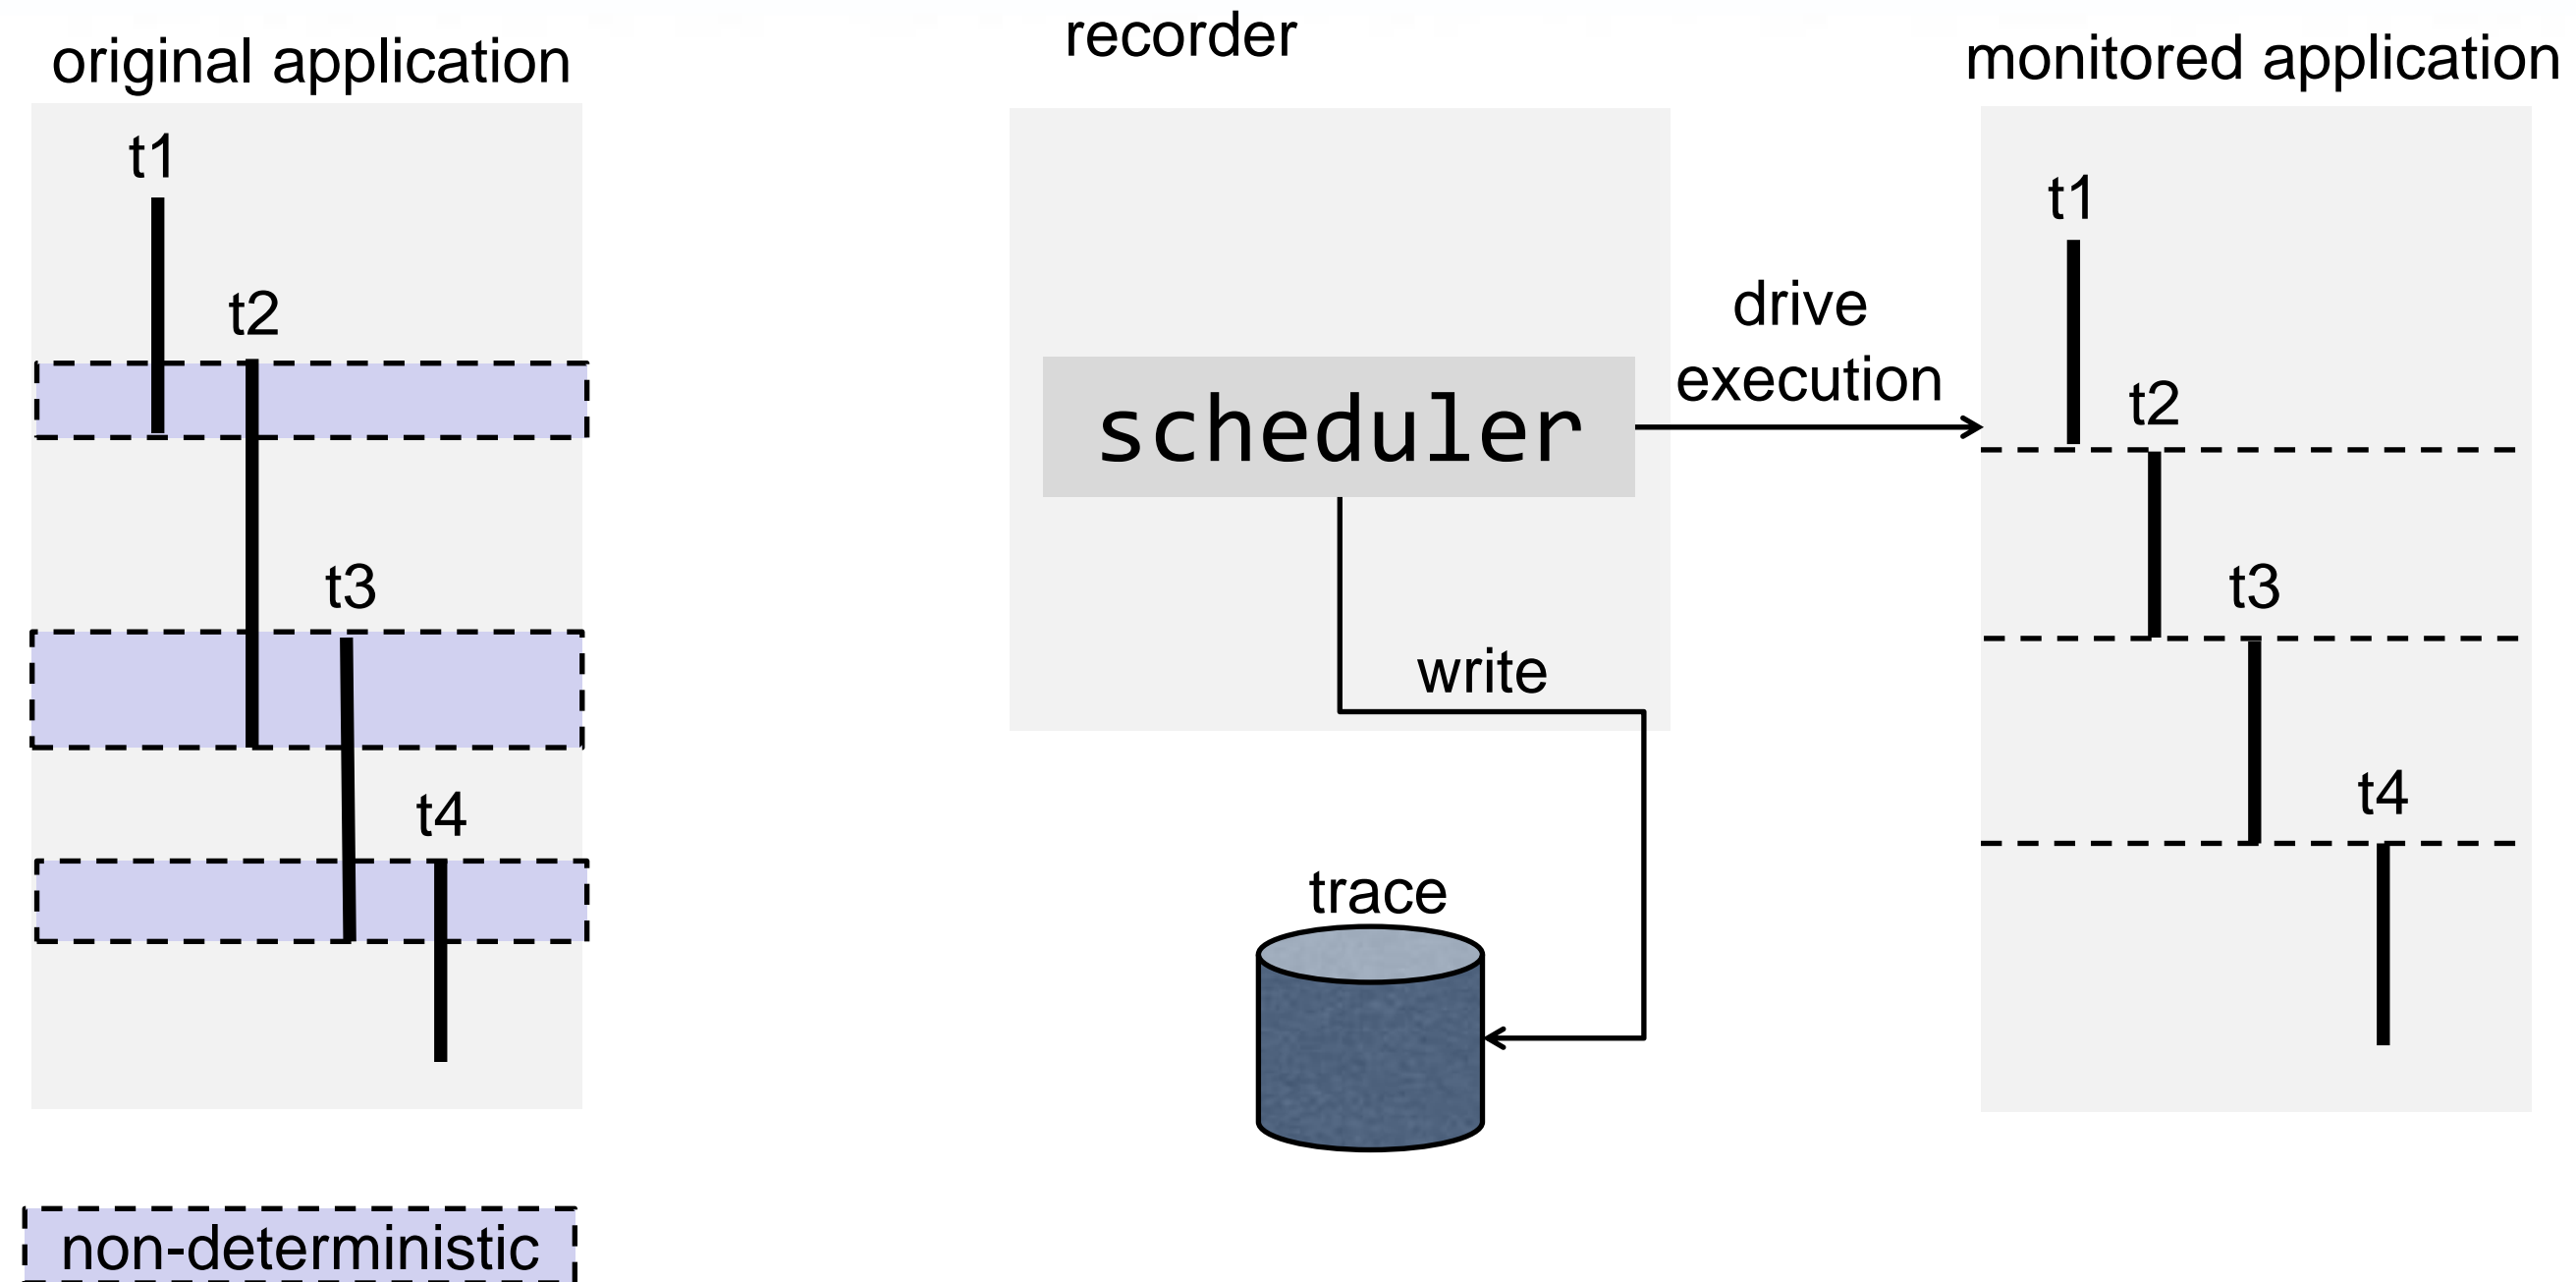 original application
t1
t2
t3
t4
non-deterministic
recorder
scheduler
write
trace
drive
execution
monitored application
t1
t2
t3
t4